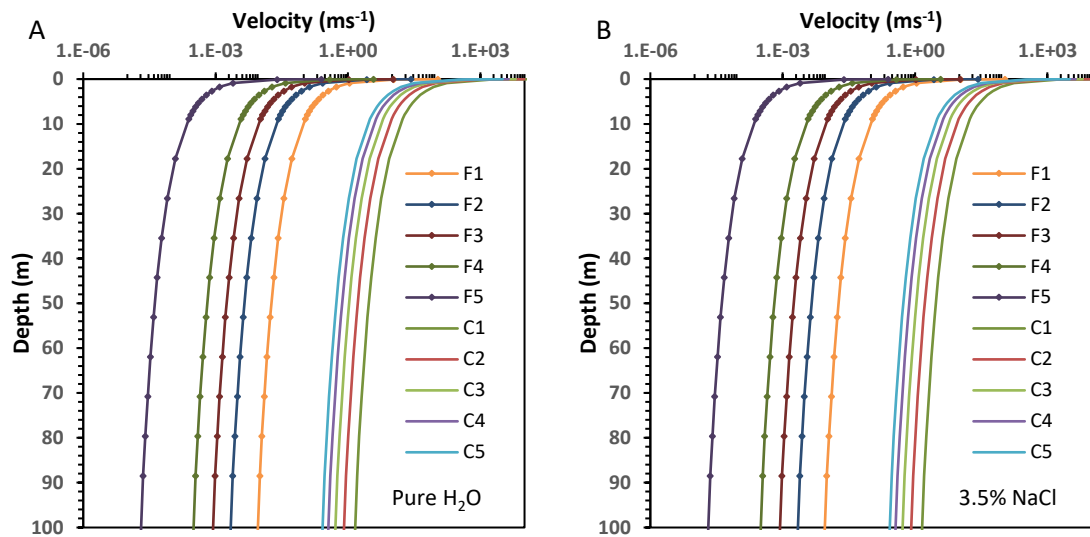 A
Velocity (ms⁻¹)
1.E-06 1.E-03 1.E+00 1.E+03
0
10
20
30
40
50
60
70
80
90
100
Depth (m)
F1
F2
F3
F4
F5
C1
C2
C3
C4
C5
Pure H₂O
B
Velocity (ms⁻¹)
1.E-06 1.E-03 1.E+00 1.E+03
0
10
20
30
40
50
60
70
80
90
100
Depth (m)
F1
F2
F3
F4
F5
C1
C2
C3
C4
C5
3.5% NaCl